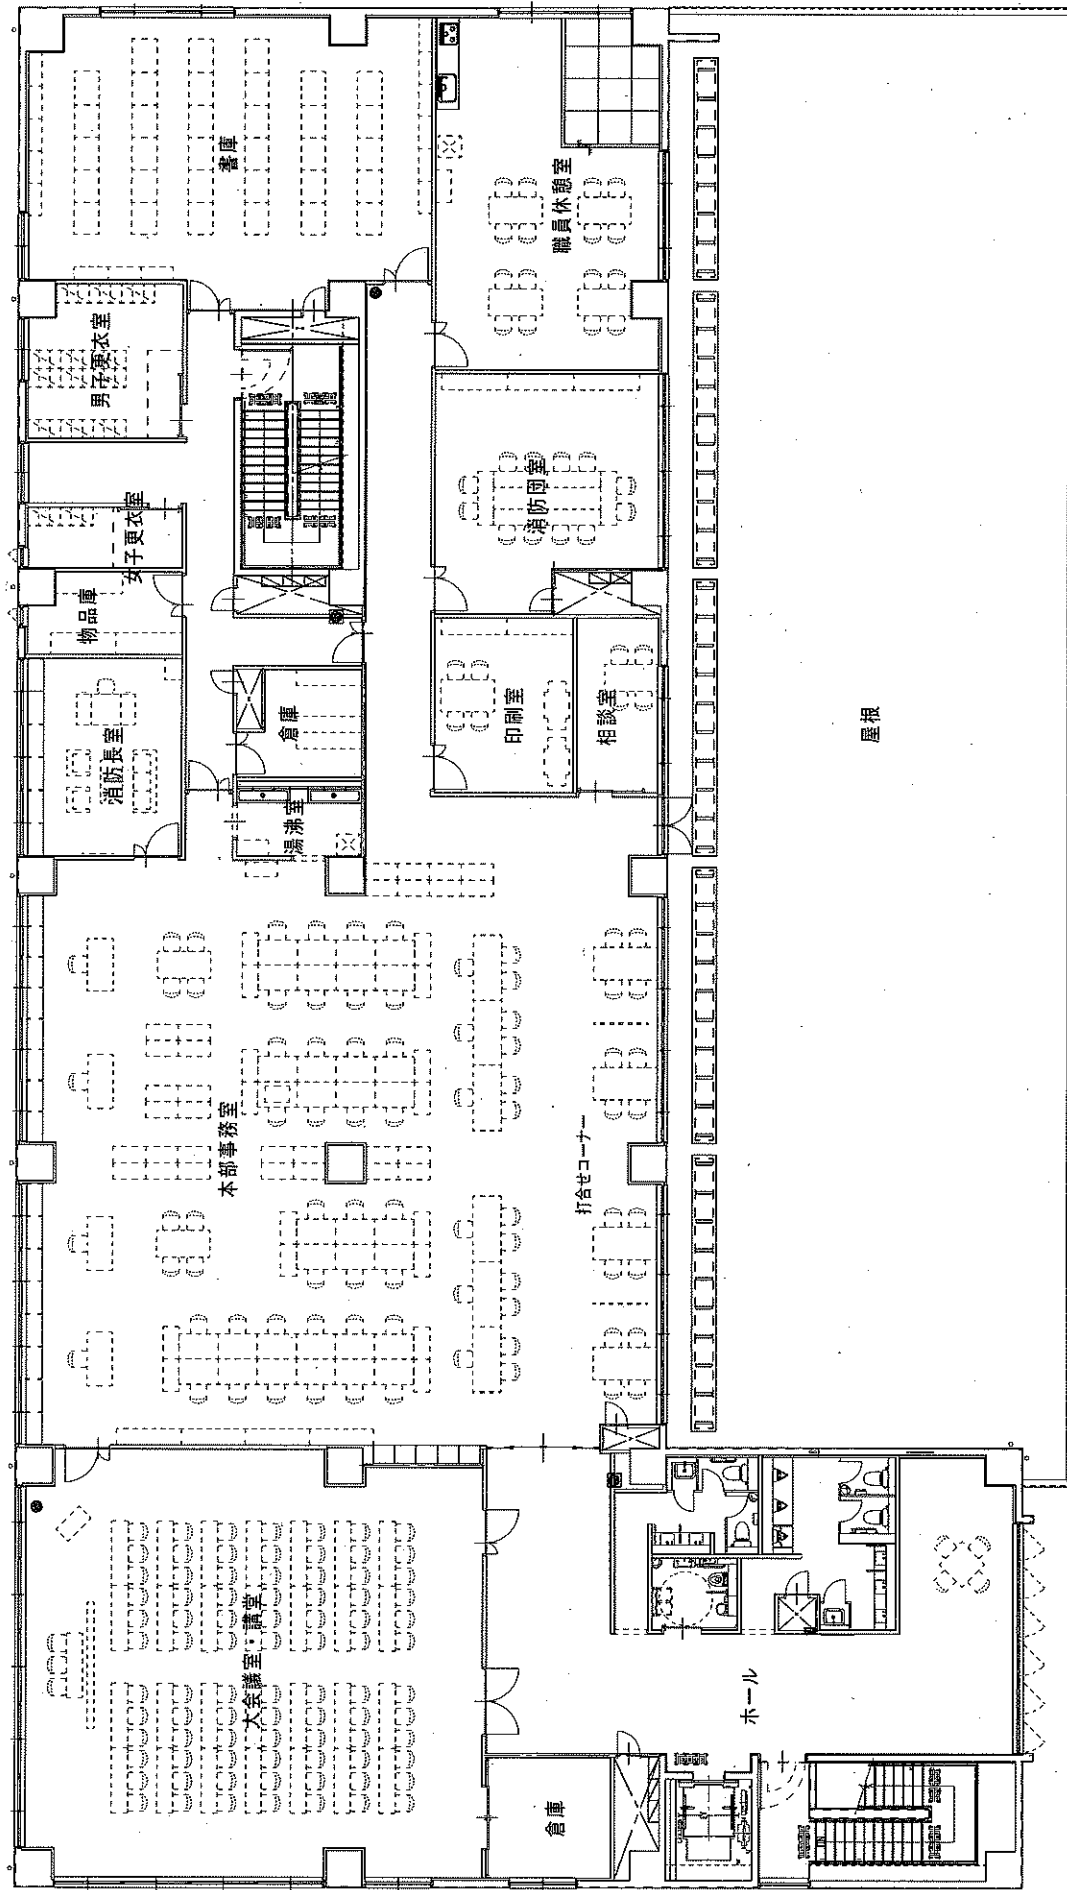 書庫
職員休憩室
男子更衣室
女子更衣室
消防団室
物品庫
消防長室
倉庫
印刷室
相談室
湯沸室
屋根
本部事務室
打合せコーナー
大会議室・講堂
ホール
倉庫